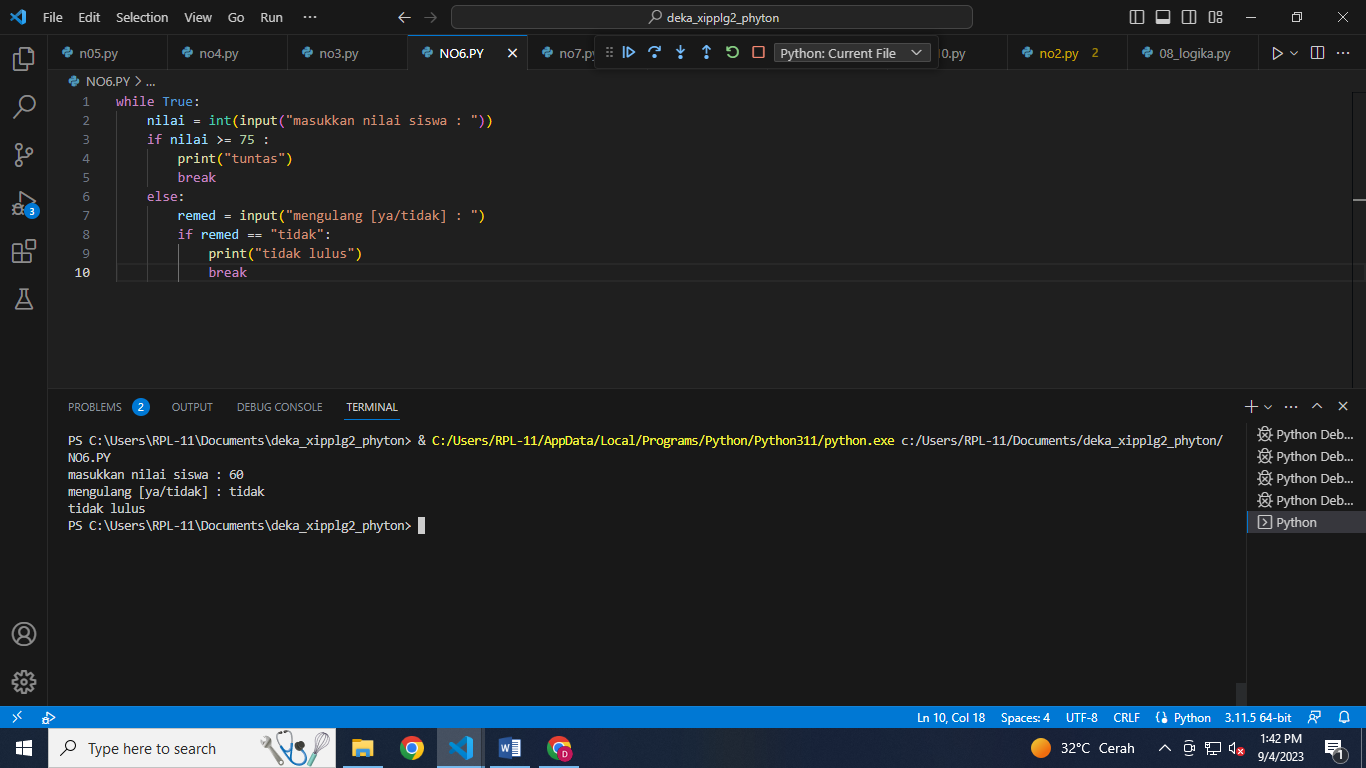 File Edit Selection View Go Run ··· deka_xipplg2_phyton
n05.py no4.py no3.py NO6.PY no7.py Python: Current File 0.py no2.py 2 08_logika.py
NO6.PY > ...
1 while True:
2 nilai = int(input("masukkan nilai siswa : "))
3 if nilai >= 75 :
4 print("tuntas")
5 break
6 else:
7 remed = input("mengulang [ya/tidak] : ")
8 if remed == "tidak":
9 print("tidak lulus")
10 break
3
PROBLEMS 2 OUTPUT DEBUG CONSOLE TERMINAL
PS C:\Users\RPL-11\Documents\deka_xipplg2_phyton> & C:/Users/RPL-11/AppData/Local/Programs/Python/Python311/python.exe c:/Users/RPL-11/Documents/deka_xipplg2_phyton/
NO6.PY
masukkan nilai siswa : 60
mengulang [ya/tidak] : tidak
tidak lulus
PS C:\Users\RPL-11\Documents\deka_xipplg2_phyton>
Python Deb...
Python Deb...
Python Deb...
Python Deb...
Python
Ln 10, Col 18 Spaces: 4 UTF-8 CRLF Python 3.11.5 64-bit
Type here to search 32°C Cerah 1:42 PM
9/4/2023
1